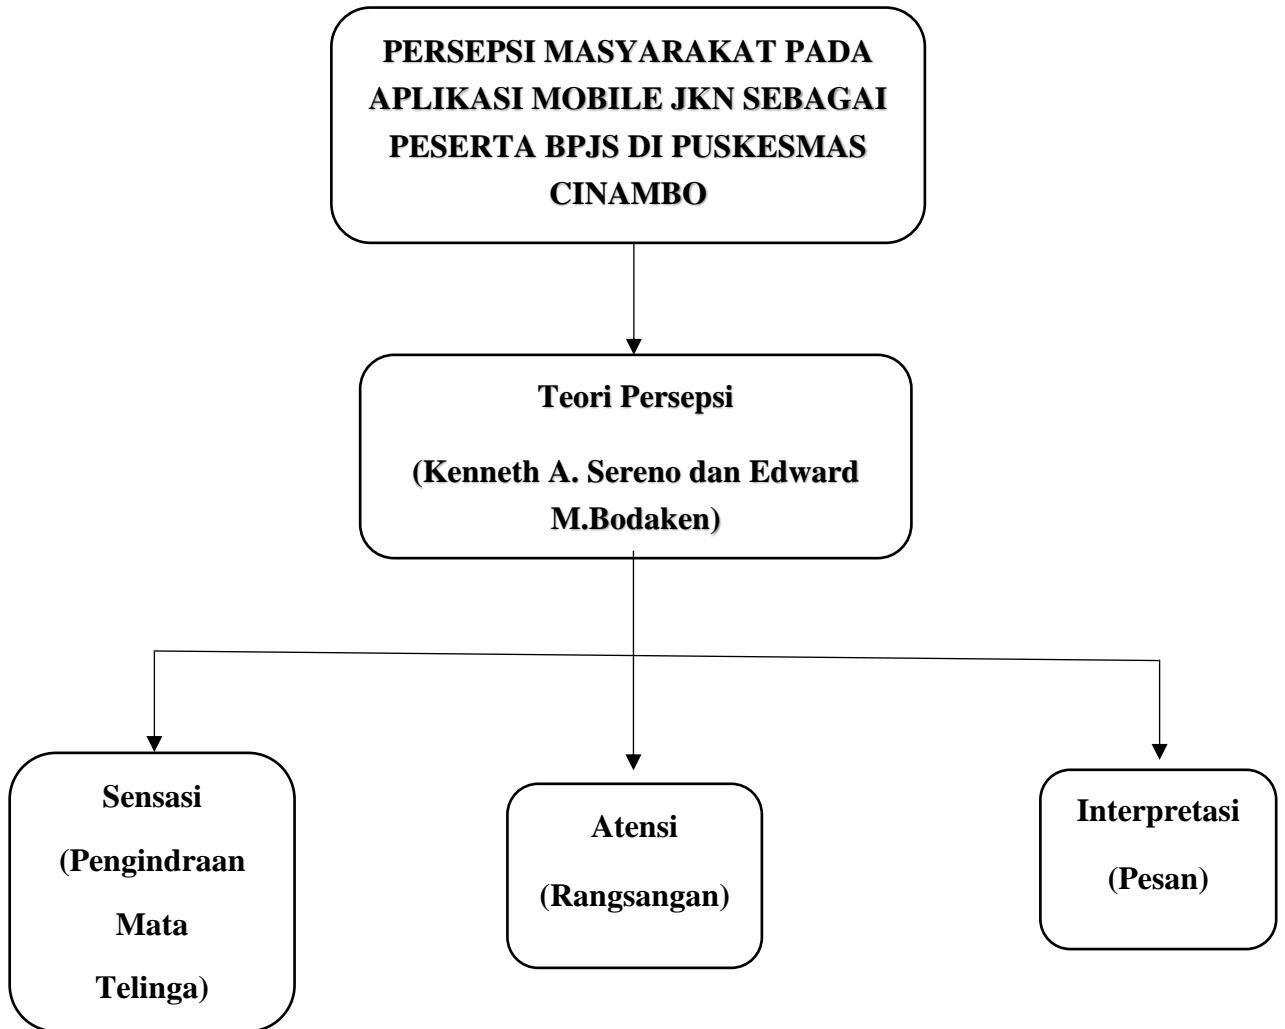 PERSEPSI MASYARAKAT PADA
APLIKASI MOBILE JKN SEBAGAI
PESERTA BPJS DI PUSKESMAS
CINAMBO
Teori Persepsi
(Kenneth A. Sereno dan Edward
M.Bodaken)
Sensasi
(Pengindraan
Mata
Telinga)
Atensi
(Rangsangan)
Interpretasi
(Pesan)